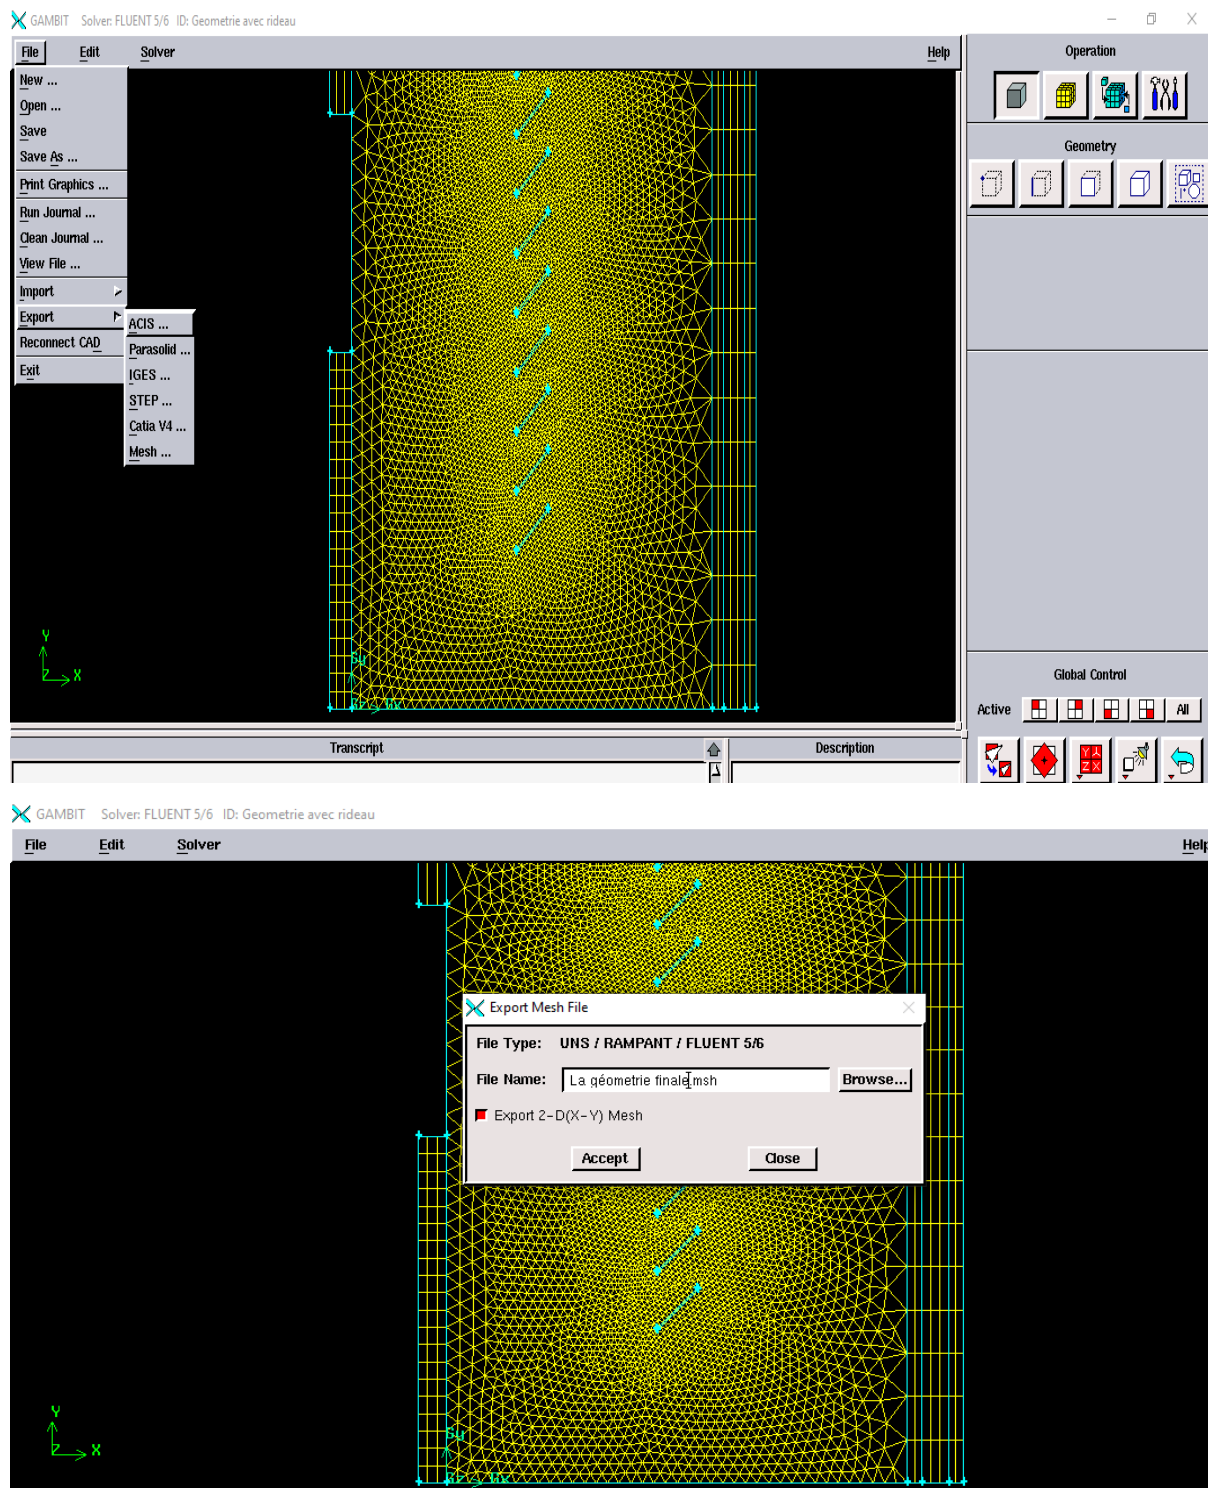 GAMBIT Solver: FLUENT 5/6 ID: Geometrie avec rideau
File Edit Solver Help
Operation
New ...
Open ...
Save
Save As ...
Print Graphics ...
Run Journal ...
Clean Journal ...
View File ...
Import
Export
Reconnect CAD
Exit
ACIS ...
Parasolid ...
IGES ...
STEP ...
Catia V4 ...
Mesh ...
Geometry
Y
Z X
Gy
Global Control
Active All
Transcript Description
GAMBIT Solver: FLUENT 5/6 ID: Geometrie avec rideau
File Edit Solver Help
Export Mesh File
File Type: UNS / RAMPANT / FLUENT 5/6
File Name: La géometrie finale.msh Browse...
Export 2-D(X-Y) Mesh
Accept Close
Y
Z X
Gy